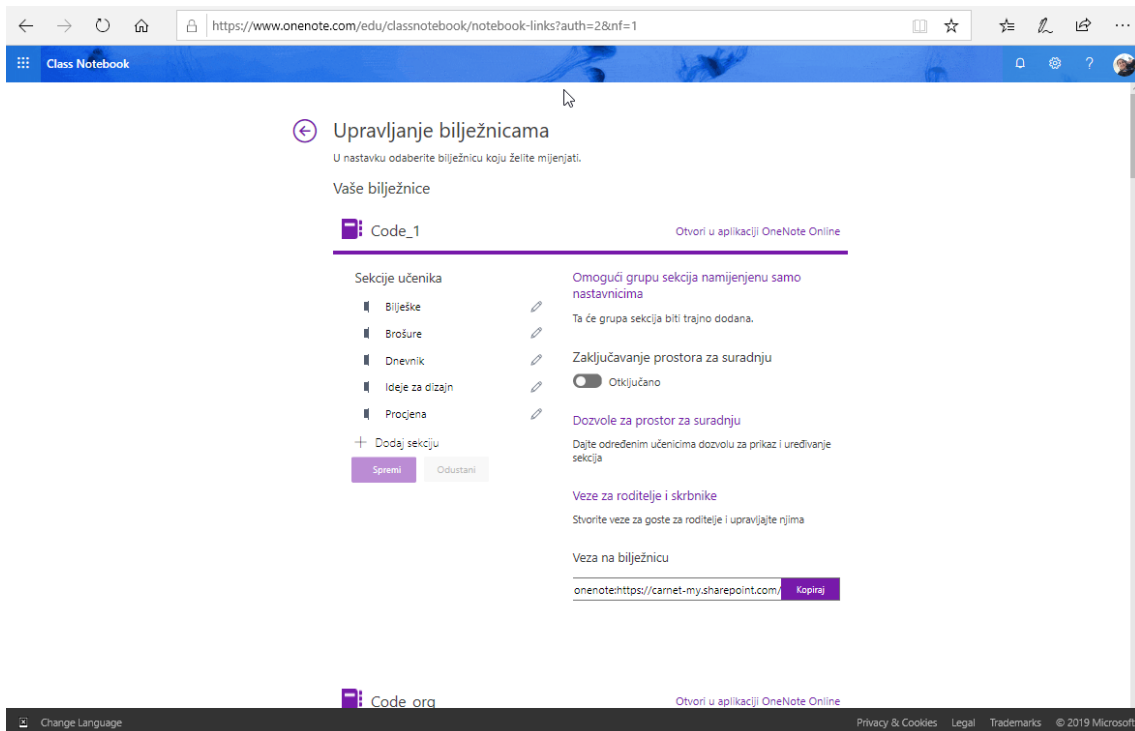 https://www.onenote.com/edu/classnotebook/notebook-links?auth=2&nf=1
Class Notebook
Upravljanje bilježnicama
U nastavku odaberite bilježnicu koju želite mijenjati.
Vaše bilježnice
Code_1
Otvori u aplikaciji OneNote Online
Sekcije učenika
Bilješke
Brošure
Dnevnik
Ideje za dizajn
Procjena
Dodaj sekciju
Spremi Odustani
Omogući grupu sekcija namijenjenu samo
nastavnicima
Ta će grupa sekcija biti trajno dodana.
Zaključavanje prostora za suradnju
Otključano
Dozvole za prostor za suradnju
Dajte određenim učenicima dozvolu za prikaz i uređivanje
sekcija
Veze za roditelje i skrbnike
Stvorite veze za goste za roditelje i upravljajte njima
Veza na bilježnicu
onenote:https://carnet-my.sharepoint.com/ Kopiraj
Code_org
Otvori u aplikaciji OneNote Online
Change Language
Privacy & Cookies Legal Trademarks © 2019 Microsoft